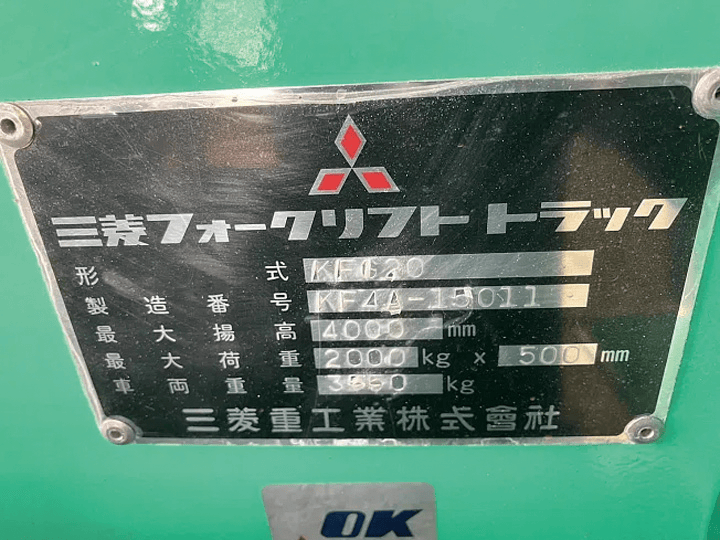 三菱フォークリフト トラック
形式 KFG20
製造番号 KF4A-15011
最大揚高 4000 mm
最大荷重 2000 kg x 500 mm
車両重量 3550 kg
三菱重工業株式會社
OK